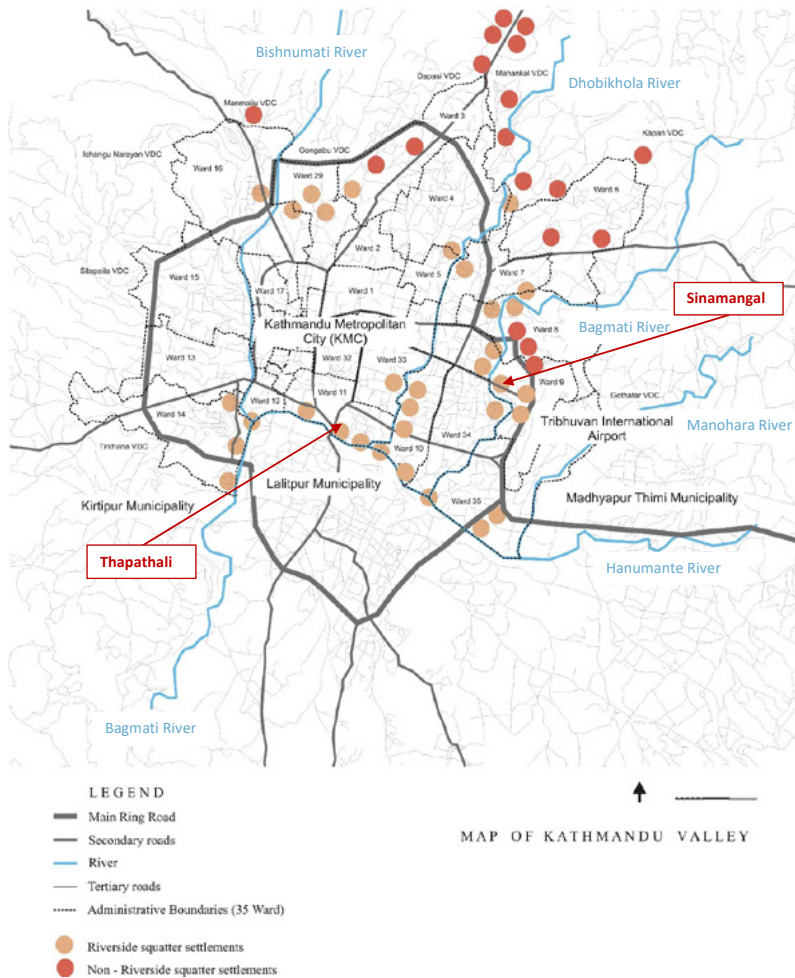 Bishnumati River
Dapasi VDC
Mahankal VDC
Dhobikhola River
Manmaiju VDC
Ward 3
Gongabu VDC
Kapan VDC
Ichangu Narayan VDC
Ward 16
Ward 29
Ward 4
Ward 6
Ward 2
Sitapaila VDC
Ward 15
Ward 5
Ward 7
Ward 17
Ward 1
Sinamangal
Kathmandu Metropolitan
City (KMC)
Ward 8
Bagmati River
Ward 13
Ward 32
Ward 33
Ward 9
Ward 11
Gothatar VDC
Ward 14
Ward 12
Tribhuvan International
Airport
Manohara River
Tinthana VDC
Ward 10
Ward 34
Kirtipur Municipality
Lalitpur Municipality
Ward 35
Madhyapur Thimi Municipality
Thapathali
Hanumante River
Bagmati River
LEGEND
Main Ring Road
Secondary roads
River
Tertiary roads
Administrative Boundaries (35 Ward)
Riverside squatter settlements
Non - Riverside squatter settlements
MAP OF KATHMANDU VALLEY